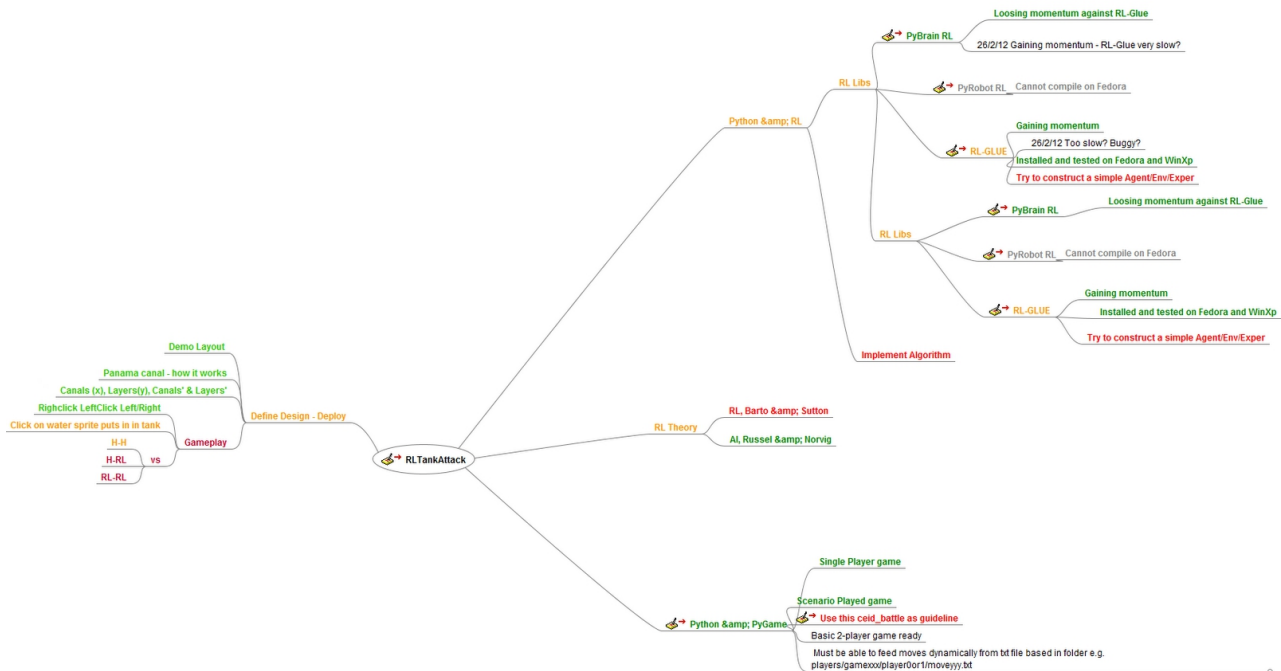 Loosing momentum against RL-Glue
PyBrain RL
26/2/12 Gaining momentum - RL-Glue very slow?
RL Libs
PyRobot RL
Cannot compile on Fedora
Python &amp; RL
Gaining momentum
26/2/12 Too slow? Buggy?
RL-GLUE
Installed and tested on Fedora and WinXp
Try to construct a simple Agent/Env/Exper
PyBrain RL
Loosing momentum against RL-Glue
RL Libs
PyRobot RL
Cannot compile on Fedora
Gaining momentum
RL-GLUE
Installed and tested on Fedora and WinXp
Try to construct a simple Agent/Env/Exper
Implement Algorithm
Demo Layout
Panama canal - how it works
Canals (x), Layers(y), Canals' & Layers'
Righclick LeftClick Left/Right
Define Design - Deploy
Click on water sprite puts in in tank
Gameplay
H-H
H-RL
vs
RL-RL
RLTankAttack
RL Theory
RL, Barto &amp; Sutton
AI, Russel &amp; Norvig
Single Player game
Scenario Played game
Use this ceid_battle as guideline
Python &amp; PyGame
Basic 2-player game ready
Must be able to feed moves dynamically from txt file based in folder e.g.
players/gamexxx/player0or1/moveyyy.txt